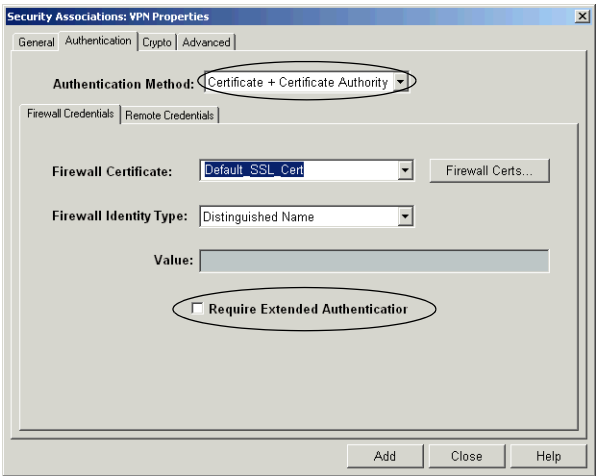 Security Associations: VPN Properties
General Authentication Crypto Advanced
Authentication Method: Certificate + Certificate Authority
Firewall Credentials Remote Credentials
Firewall Certificate: Default_SSL_Cert Firewall Certs...
Firewall Identity Type: Distinguished Name
Value:
Require Extended Authentication
Add Close Help